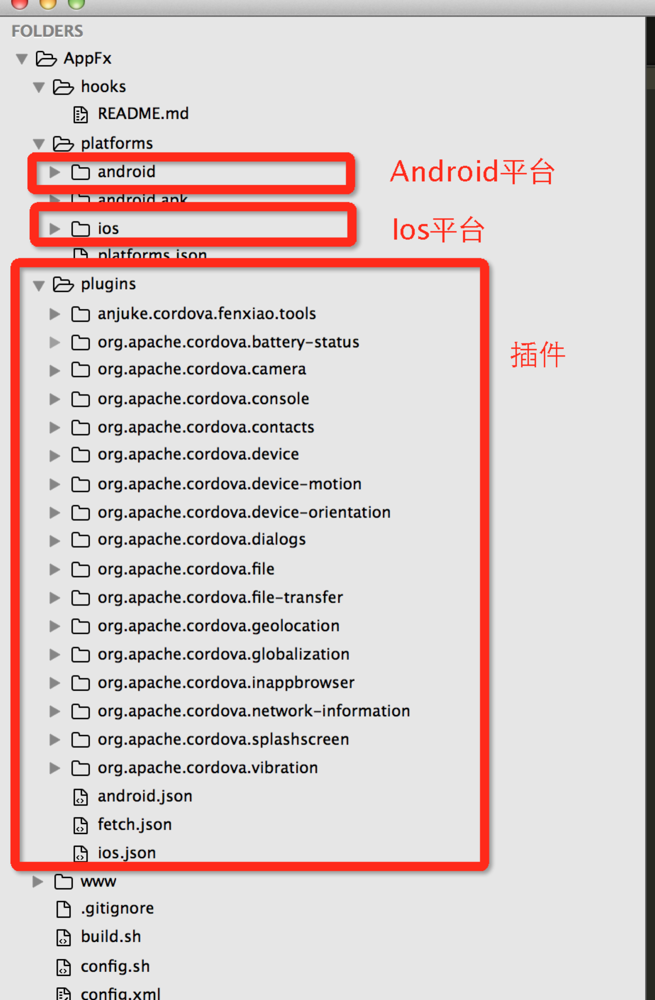 FOLDERS
AppFx
hooks
README.md
platforms
android
Android平台
android apk
ios
Ios平台
platforms.json
plugins
anjuke.cordova.fenxiao.tools
org.apache.cordova.battery-status
插件
org.apache.cordova.camera
org.apache.cordova.console
org.apache.cordova.contacts
org.apache.cordova.device
org.apache.cordova.device-motion
org.apache.cordova.device-orientation
org.apache.cordova.dialogs
org.apache.cordova.file
org.apache.cordova.file-transfer
org.apache.cordova.geolocation
org.apache.cordova.globalization
org.apache.cordova.inappbrowser
org.apache.cordova.network-information
org.apache.cordova.splashscreen
org.apache.cordova.vibration
android.json
fetch.json
ios.json
www
.gitignore
build.sh
config.sh
config.xml